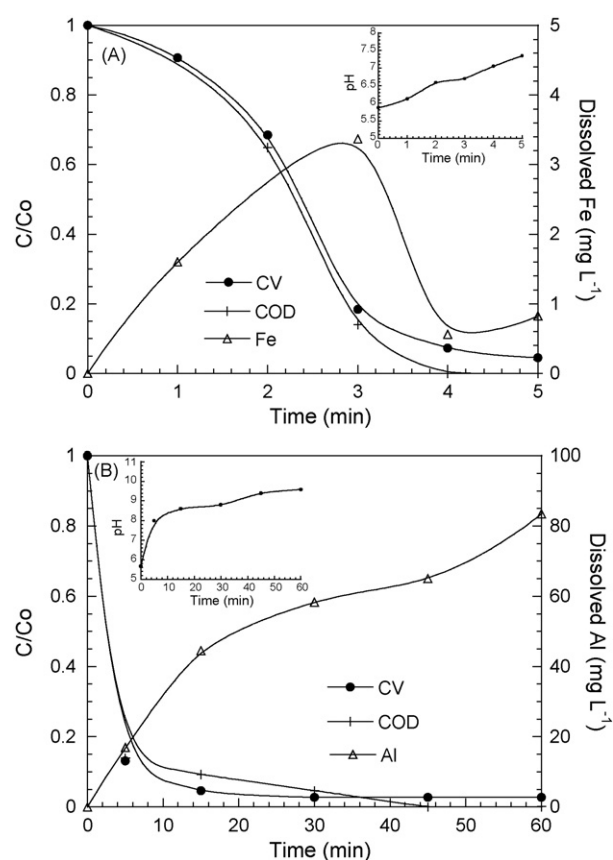 (A)
1
0.8
0.6
0.4
0.2
0
C/Co
0 1 2 3 4 5
Time (min)
5
4
3
2
1
0
Dissolved Fe (mg L⁻¹)
CV
COD
Fe
8
7.5
7
6.5
6
5.5
5
pH
0 1 2 3 4 5
Time (min)
(B)
1
0.8
0.6
0.4
0.2
0
C/Co
0 10 20 30 40 50 60
Time (min)
100
80
60
40
20
0
Dissolved Al (mg L⁻¹)
CV
COD
Al
11
10
9
8
7
6
5
pH
0 10 20 30 40 50 60
Time (min)